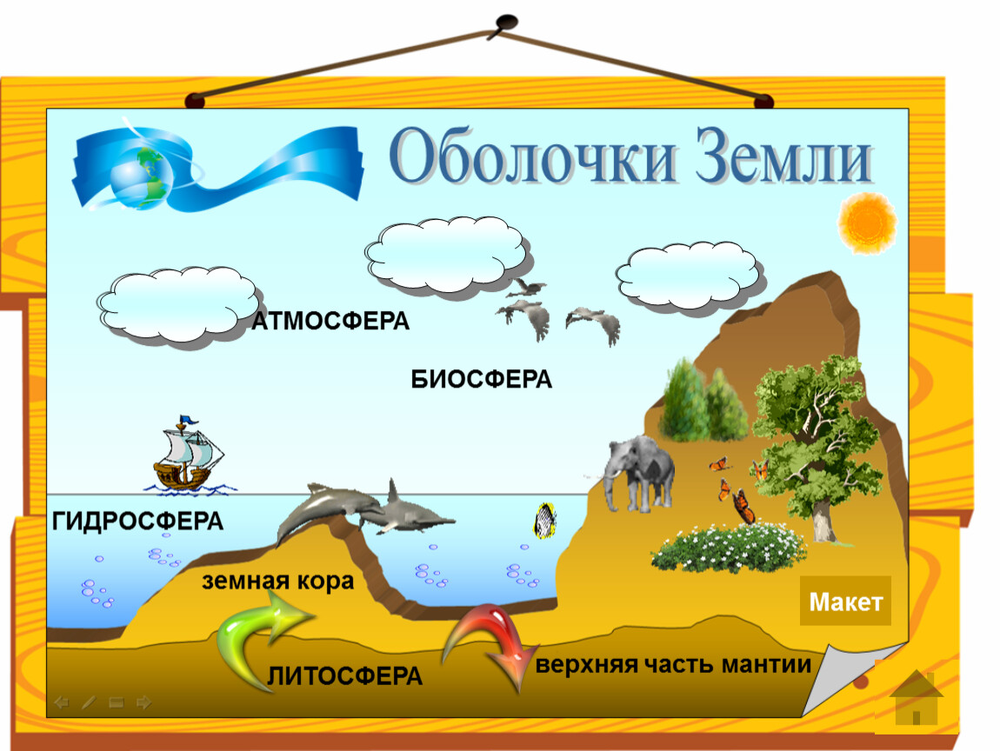 Оболочки Земли
АТМОСФЕРА
БИОСФЕРА
ГИДРОСФЕРА
земная кора
Макет
верхняя часть мантии
ЛИТОСФЕРА